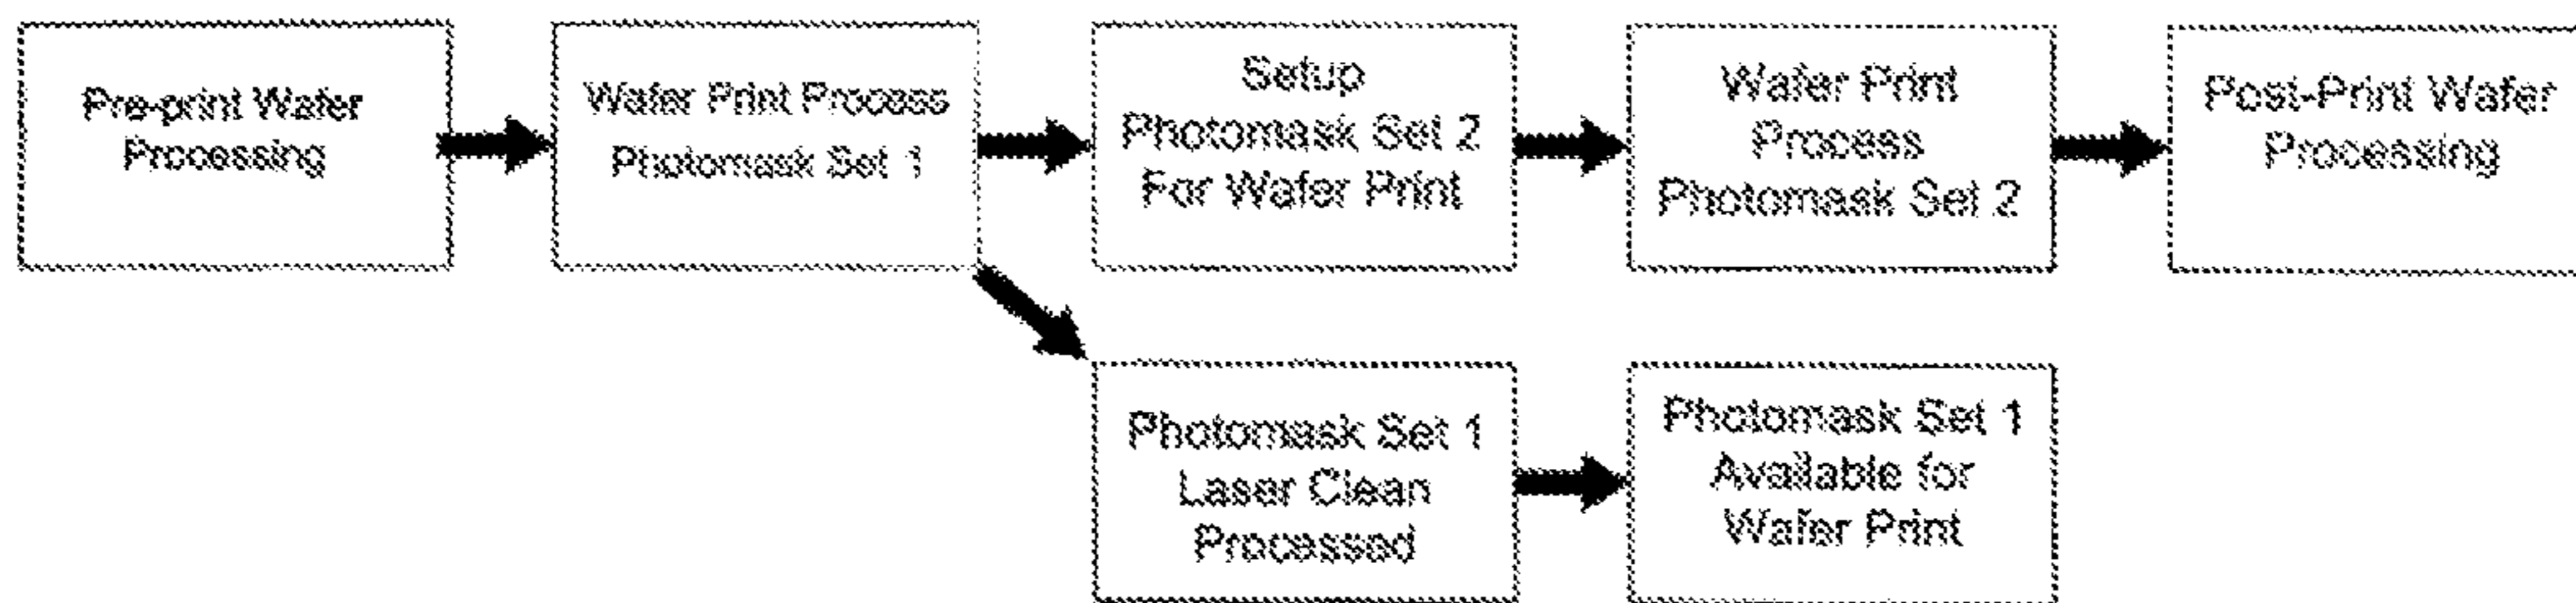 Pre-print Wafer
Processing
Wafer Print Process
Photomask Set 1
Setup
Photomask Set 2
For Wafer Print
Wafer Print
Process
Photomask Set 2
Post-Print Wafer
Processing
Photomask Set 1
Laser Clean
Processed
Photomask Set 1
Available for
Wafer Print